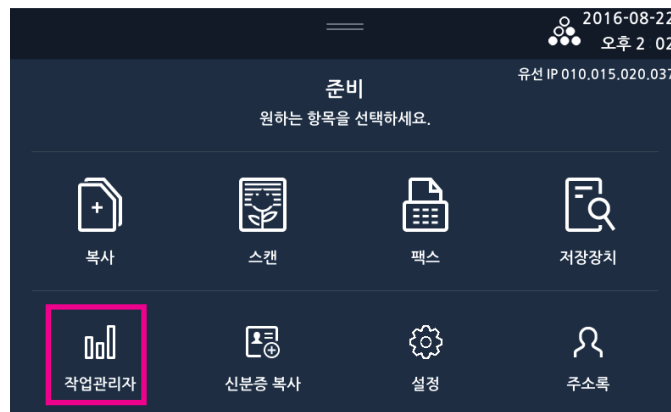 2016-08-22
오후 2 02
유선 IP 010.015.020.037
준비
원하는 항목을 선택하세요.
복사 스캔 팩스 저장장치
작업관리자 신분증 복사 설정 주소록